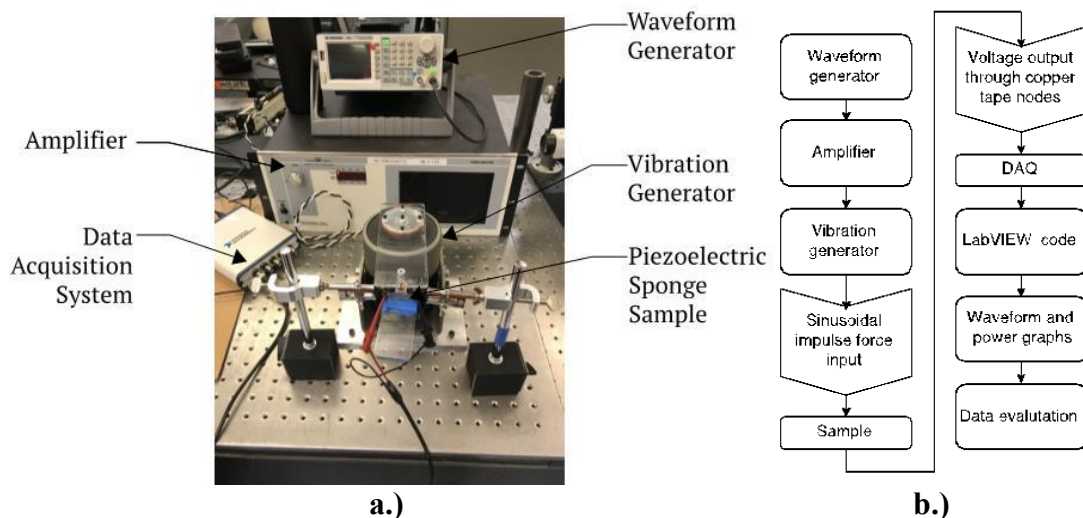 Waveform
Generator
Amplifier
Vibration
Generator
Data
Acquisition
System
Piezoelectric
Sponge
Sample
a.)
Waveform
generator
Amplifier
Vibration
generator
Sinusoidal
impulse force
input
Sample
Voltage output
through copper
tape nodes
DAQ
LabVIEW code
Waveform and
power graphs
Data evalutation
b.)